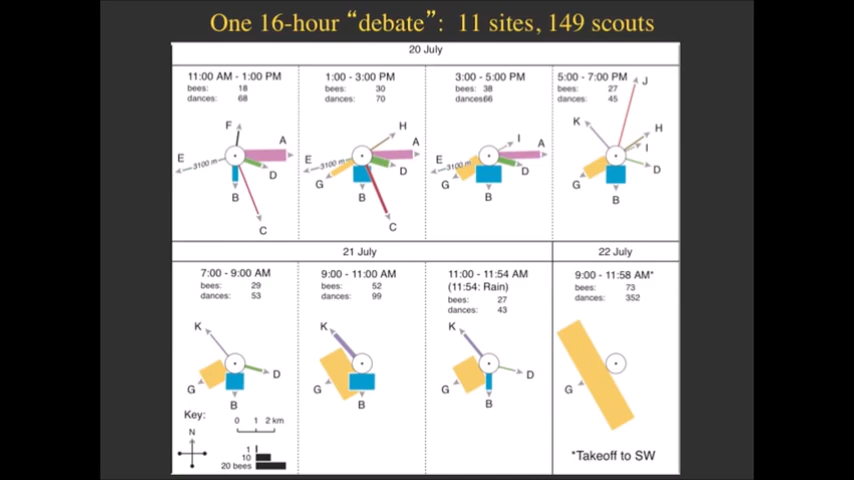 One 16-hour “debate”: 11 sites, 149 scouts
20 July
11:00 AM - 1:00 PM
bees: 18
dances: 68
F
A
E
3100 m
D
B
C
1:00 - 3:00 PM
bees: 30
dances: 70
H
A
E
3100 m
D
G
B
C
3:00 - 5:00 PM
bees: 38
dances:66
I
A
E
3100 m
D
G
B
5:00 - 7:00 PM
bees: 27
dances: 45
J
K
H
I
D
G
B
21 July
22 July
7:00 - 9:00 AM
bees: 29
dances: 53
K
D
G
B
Key:
N
0 1 2 km
1
10
20 bees
9:00 - 11:00 AM
bees: 52
dances: 99
K
G
B
11:00 - 11:54 AM
(11:54: Rain)
bees: 27
dances: 43
K
D
G
B
9:00 - 11:58 AM*
bees: 73
dances: 352
G
*Takeoff to SW